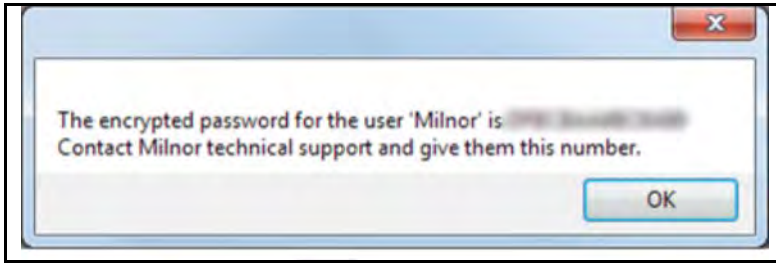 The encrypted password for the user 'Milnor' is
Contact Milnor technical support and give them this number.
OK